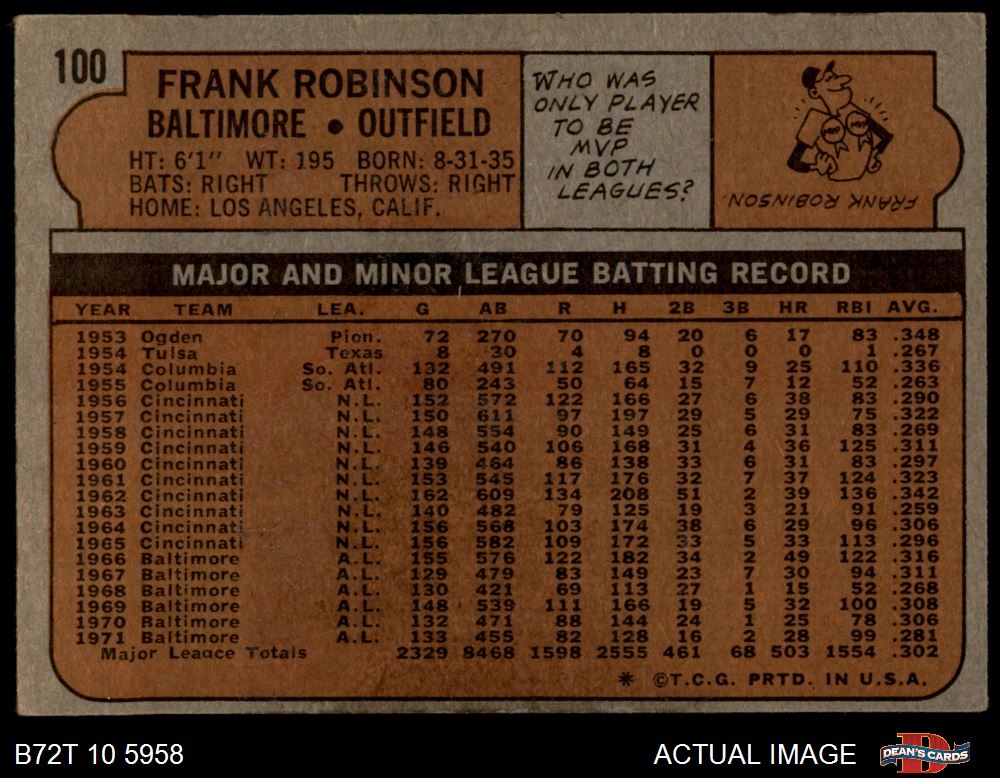 100
FRANK ROBINSON
BALTIMORE • OUTFIELD
HT: 6'1" WT: 195 BORN: 8-31-35
BATS: RIGHT THROWS: RIGHT
HOME: LOS ANGELES, CALIF.
WHO WAS
ONLY PLAYER
TO BE
MVP
IN BOTH
LEAGUES?
MVP MVP
FRANK ROBINSON.
MAJOR AND MINOR LEAGUE BATTING RECORD
YEAR TEAM LEA. G AB R H 2B 3B HR RBI AVG.
1953 Ogden Pion. 72 270 70 94 20 6 17 83 .348
1954 Tulsa Texas 8 30 4 8 0 0 0 1 .267
1954 Columbia So. Atl. 132 491 112 165 32 9 25 110 .336
1955 Columbia So. Atl. 80 243 50 64 15 7 12 52 .263
1956 Cincinnati N.L. 152 572 122 166 27 6 38 83 .290
1957 Cincinnati N.L. 150 611 97 197 29 5 29 75 .322
1958 Cincinnati N.L. 148 554 90 149 25 6 31 83 .269
1959 Cincinnati N.L. 146 540 106 168 31 4 36 125 .311
1960 Cincinnati N.L. 139 464 86 138 33 6 31 83 .297
1961 Cincinnati N.L. 153 545 117 176 32 7 37 124 .323
1962 Cincinnati N.L. 162 609 134 208 51 2 39 136 .342
1963 Cincinnati N.L. 140 482 79 125 19 3 21 91 .259
1964 Cincinnati N.L. 156 568 103 174 38 6 29 96 .306
1965 Cincinnati N.L. 156 582 109 172 33 5 33 113 .296
1966 Baltimore A.L. 155 576 122 182 34 2 49 122 .316
1967 Baltimore A.L. 129 479 83 149 23 7 30 94 .311
1968 Baltimore A.L. 130 421 69 113 27 1 15 52 .268
1969 Baltimore A.L. 148 539 111 166 19 5 32 100 .308
1970 Baltimore A.L. 132 471 88 144 24 1 25 78 .306
1971 Baltimore A.L. 133 455 82 128 16 2 28 99 .281
Major League Totals 2329 8468 1598 2555 461 68 503 1554 .302
* ©T.C.G. PRTD. IN U.S.A.
B72T 10 5958
ACTUAL IMAGE
DEAN'S CARDS